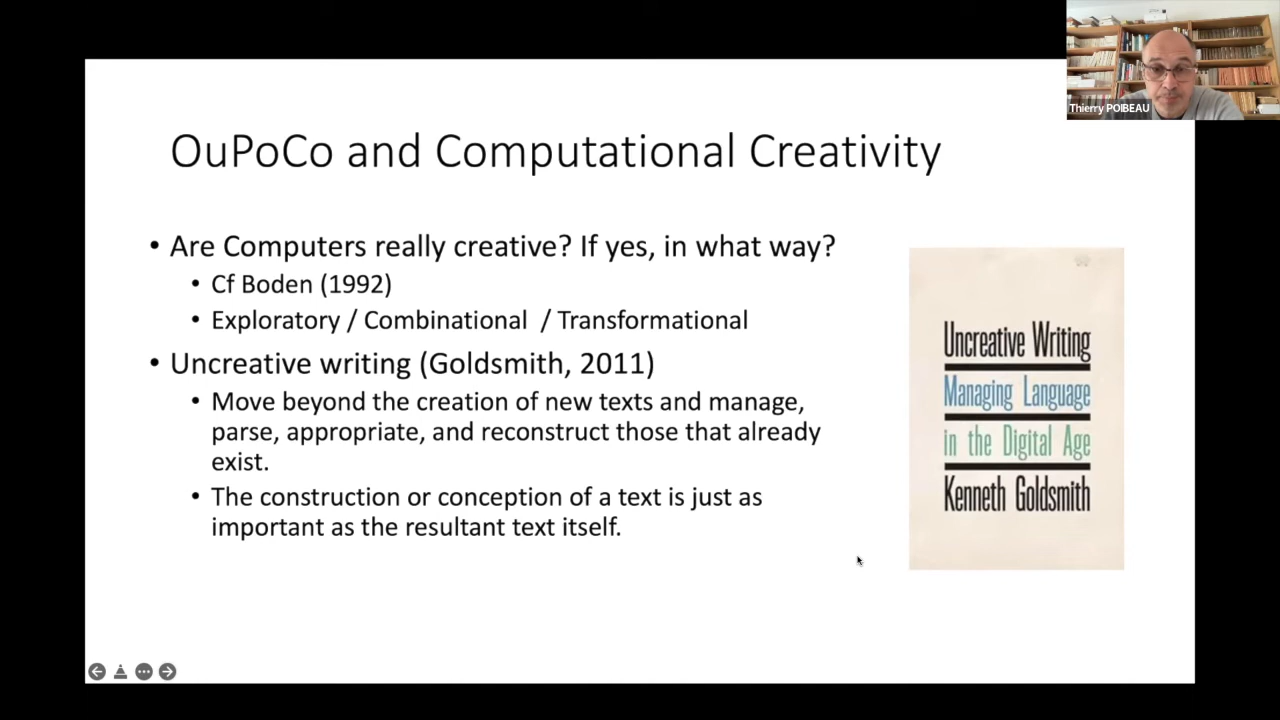 Thierry POIBEAU
OuPoCo and Computational Creativity
• Are Computers really creative? If yes, in what way?
• Cf Boden (1992)
• Exploratory / Combinational / Transformational
• Uncreative writing (Goldsmith, 2011)
• Move beyond the creation of new texts and manage,
parse, appropriate, and reconstruct those that already
exist.
• The construction or conception of a text is just as
important as the resultant text itself.
Uncreative Writing
Managing Language
in the Digital Age
Kenneth Goldsmith